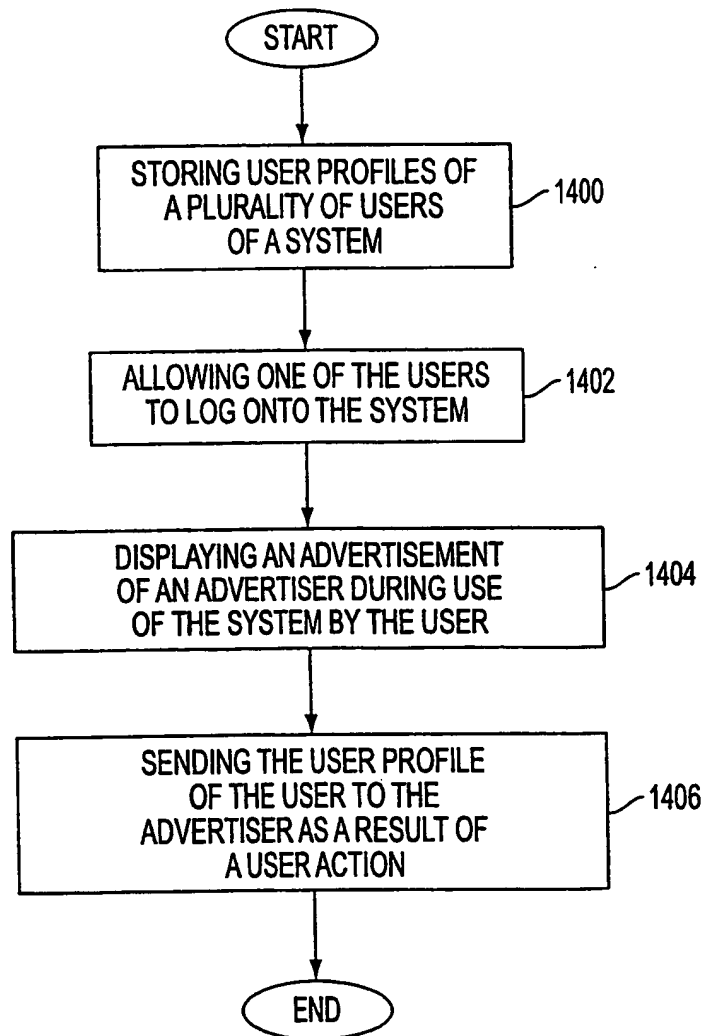 START
STORING USER PROFILES OF
A PLURALITY OF USERS
OF A SYSTEM
1400
ALLOWING ONE OF THE USERS
TO LOG ONTO THE SYSTEM
1402
DISPLAYING AN ADVERTISEMENT
OF AN ADVERTISER DURING USE
OF THE SYSTEM BY THE USER
1404
SENDING THE USER PROFILE
OF THE USER TO THE
ADVERTISER AS A RESULT OF
A USER ACTION
1406
END